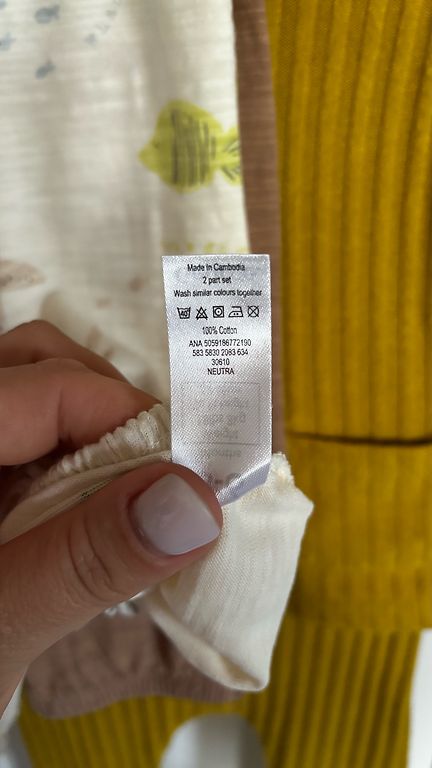 Made in Cambodia
2 part set
Wash similar colours together
100% Cotton
ANA 5059186772190
583 5830 2063 634
30610
NEUTRA